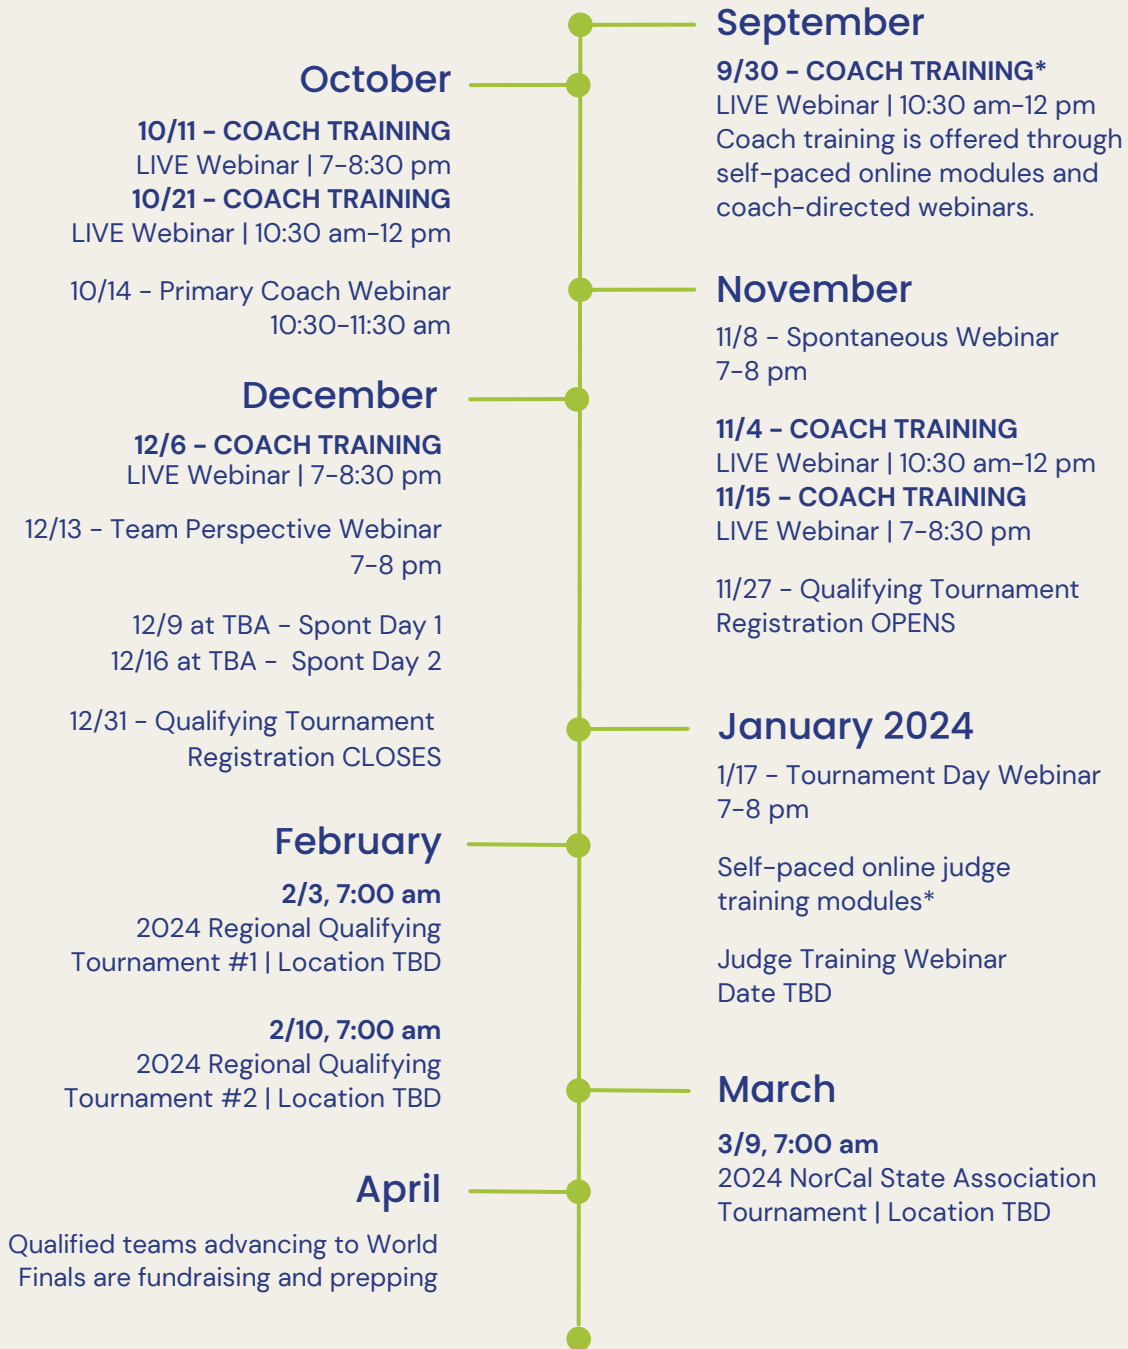 September
9/30 – COACH TRAINING*
LIVE Webinar | 10:30 am–12 pm
Coach training is offered through
self-paced online modules and
coach-directed webinars.
October
10/11 – COACH TRAINING
LIVE Webinar | 7–8:30 pm
10/21 – COACH TRAINING
LIVE Webinar | 10:30 am–12 pm
10/14 – Primary Coach Webinar
10:30–11:30 am
November
11/8 – Spontaneous Webinar
7–8 pm
11/4 – COACH TRAINING
LIVE Webinar | 10:30 am–12 pm
11/15 – COACH TRAINING
LIVE Webinar | 7–8:30 pm
11/27 – Qualifying Tournament
Registration OPENS
December
12/6 – COACH TRAINING
LIVE Webinar | 7–8:30 pm
12/13 – Team Perspective Webinar
7–8 pm
12/9 at TBA – Spont Day 1
12/16 at TBA – Spont Day 2
12/31 – Qualifying Tournament
Registration CLOSES
January 2024
1/17 – Tournament Day Webinar
7–8 pm
Self-paced online judge
training modules*
Judge Training Webinar
Date TBD
February
2/3, 7:00 am
2024 Regional Qualifying
Tournament #1 | Location TBD
2/10, 7:00 am
2024 Regional Qualifying
Tournament #2 | Location TBD
March
3/9, 7:00 am
2024 NorCal State Association
Tournament | Location TBD
April
Qualified teams advancing to World
Finals are fundraising and prepping